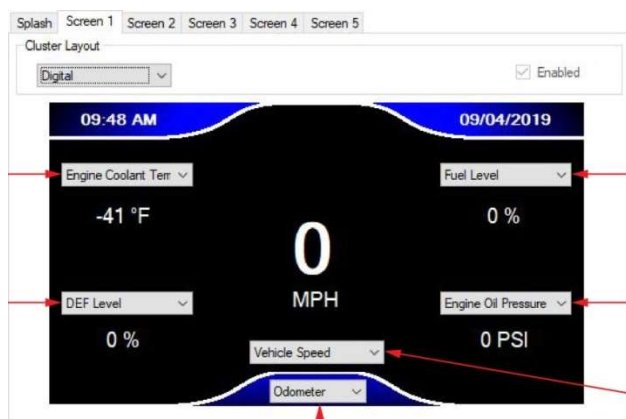 Splash Screen 1 Screen 2 Screen 3 Screen 4 Screen 5
Cluster Layout
Digital
Enabled
09:48 AM
09/04/2019
Engine Coolant Tem
Fuel Level
-41 °F
0 %
0
MPH
DEF Level
Engine Oil Pressure
0 %
0 PSI
Vehicle Speed
Odometer